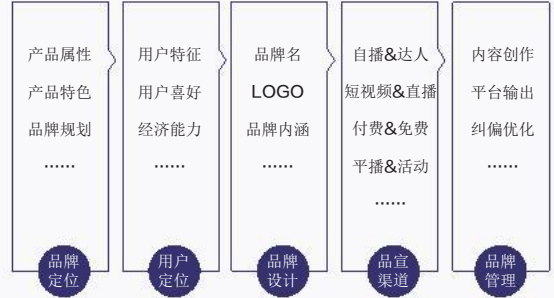 产品属性
产品特色
品牌规划
……
品牌
定位
用户特征
用户喜好
经济能力
……
用户
定位
品牌名
LOGO
品牌内涵
……
品牌
设计
自播&达人
短视频&直播
付费&免费
平播&活动
……
品宣
渠道
内容创作
平台输出
纠偏优化
……
品牌
管理